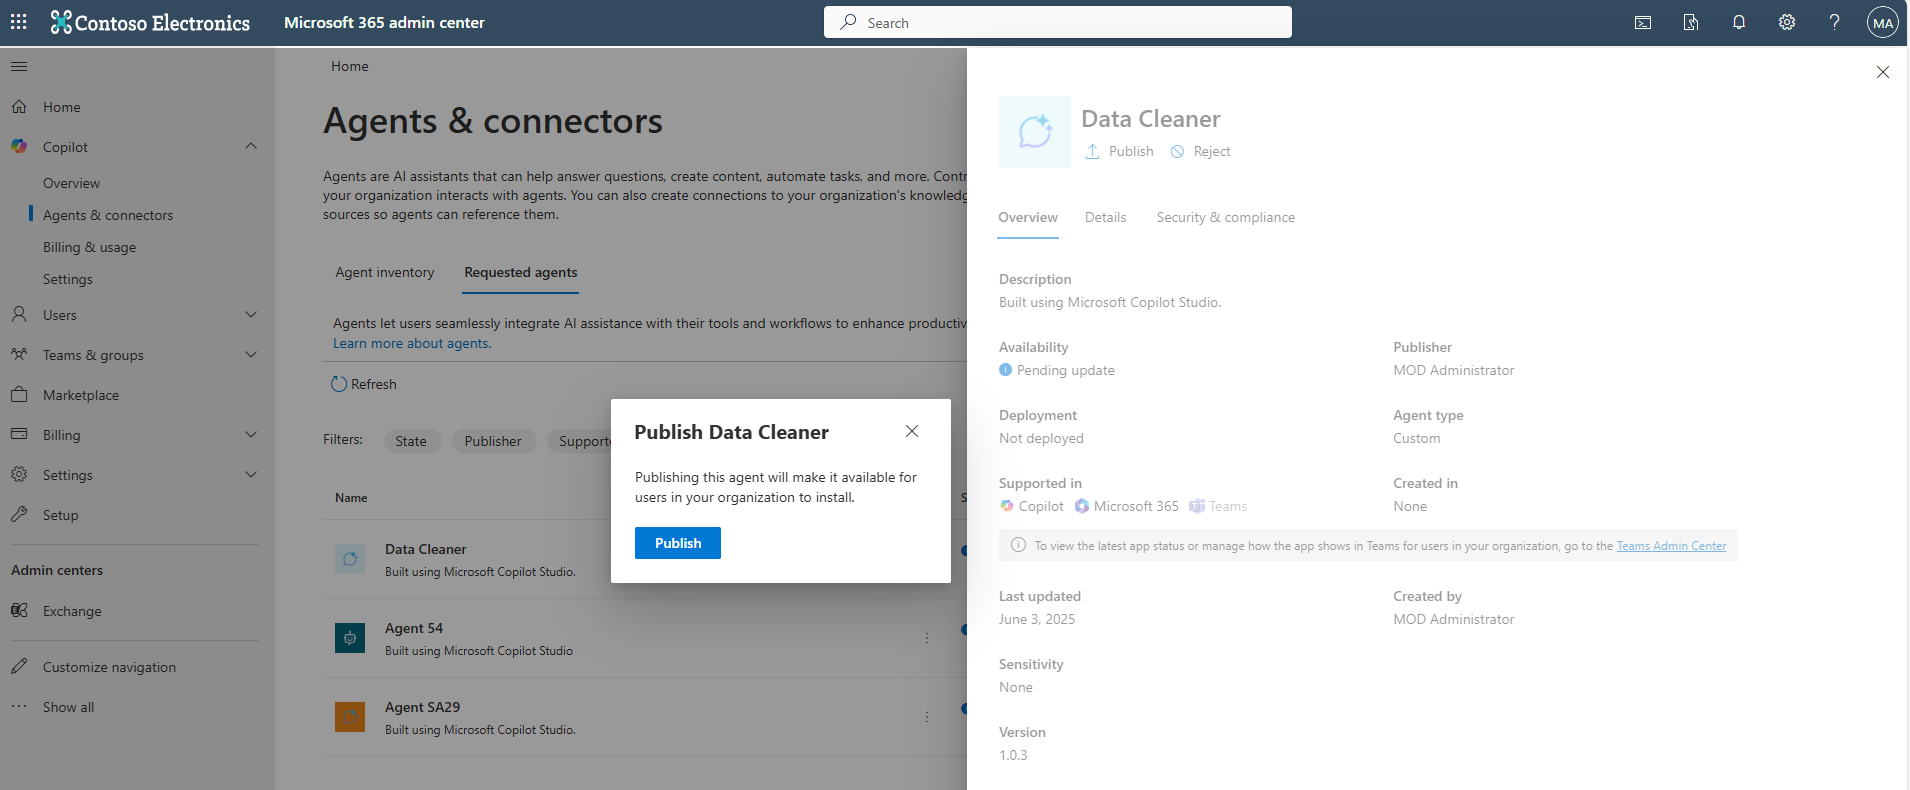 Contoso Electronics
Microsoft 365 admin center
Search
MA
Home
Copilot
Overview
Agents & connectors
Billing & usage
Settings
Users
Teams & groups
Marketplace
Billing
Settings
Setup
Admin centers
Exchange
Customize navigation
Show all
Home
Agents & connectors
Agents are AI assistants that can help answer questions, create content, automate tasks, and more. Contr
your organization interacts with agents. You can also create connections to your organization's knowledg
sources so agents can reference them.
Agent inventory
Requested agents
Agents let users seamlessly integrate AI assistance with their tools and workflows to enhance productiv
Learn more about agents.
Refresh
Filters:
State
Publisher
Supporte
Name
S
Data Cleaner
Built using Microsoft Copilot Studio.
Agent 54
Built using Microsoft Copilot Studio
Agent SA29
Built using Microsoft Copilot Studio.
Publish Data Cleaner
Publishing this agent will make it available for
users in your organization to install.
Publish
Data Cleaner
Publish
Reject
Overview
Details
Security & compliance
Description
Built using Microsoft Copilot Studio.
Availability
Pending update
Publisher
MOD Administrator
Deployment
Not deployed
Agent type
Custom
Supported in
Copilot
Microsoft 365
Teams
Created in
None
To view the latest app status or manage how the app shows in Teams for users in your organization, go to the Teams Admin Center
Last updated
June 3, 2025
Created by
MOD Administrator
Sensitivity
None
Version
1.0.3